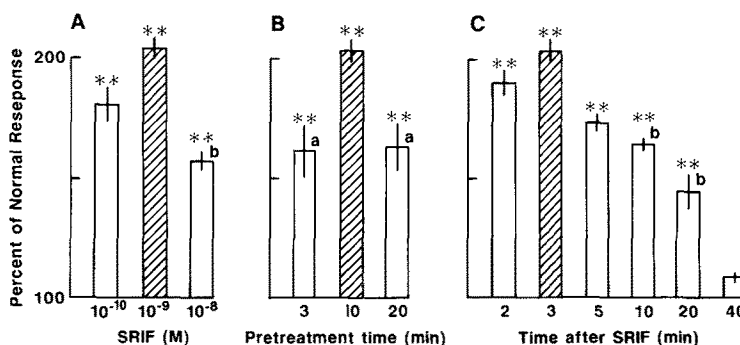 A
B
C
Percent of Normal Reseponse
200
100
**
**
**
b
10⁻¹⁰
10⁻⁹
10⁻⁸
SRIF (M)
**
a
**
**
a
3
10
20
Pretreatment time (min)
**
**
**
**
b
**
b
2
3
5
10
20
40
Time after SRIF (min)